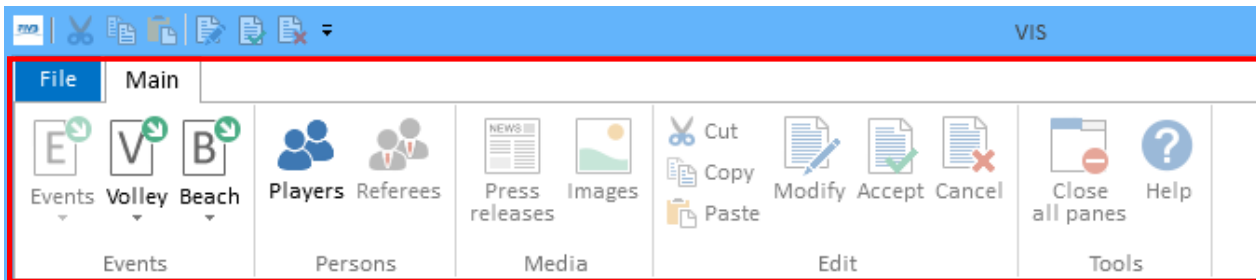 VIS
File Main
E V B
Events Volley Beach
Players Referees
NEWS
Press releases
Images
Cut
Copy
Paste
Modify Accept Cancel
Close all panes
?
Help
Events Persons Media Edit Tools